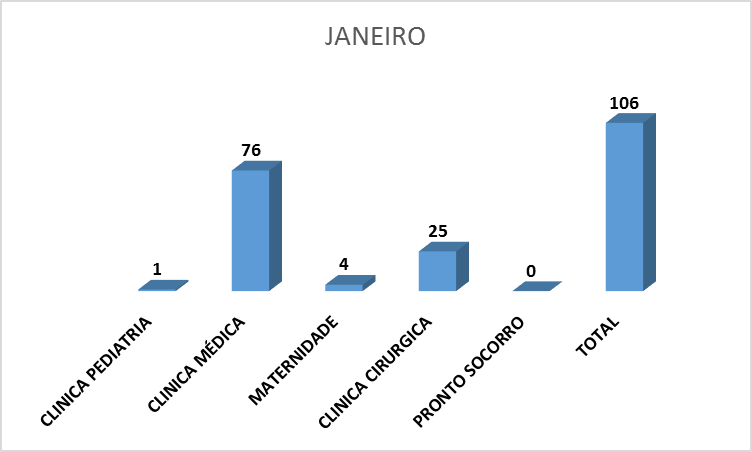 JANEIRO
1
76
4
25
0
106
CLINICA PEDIATRIA
CLINICA MÉDICA
MATERNIDADE
CLINICA CIRURGICA
PRONTO SOCORRO
TOTAL